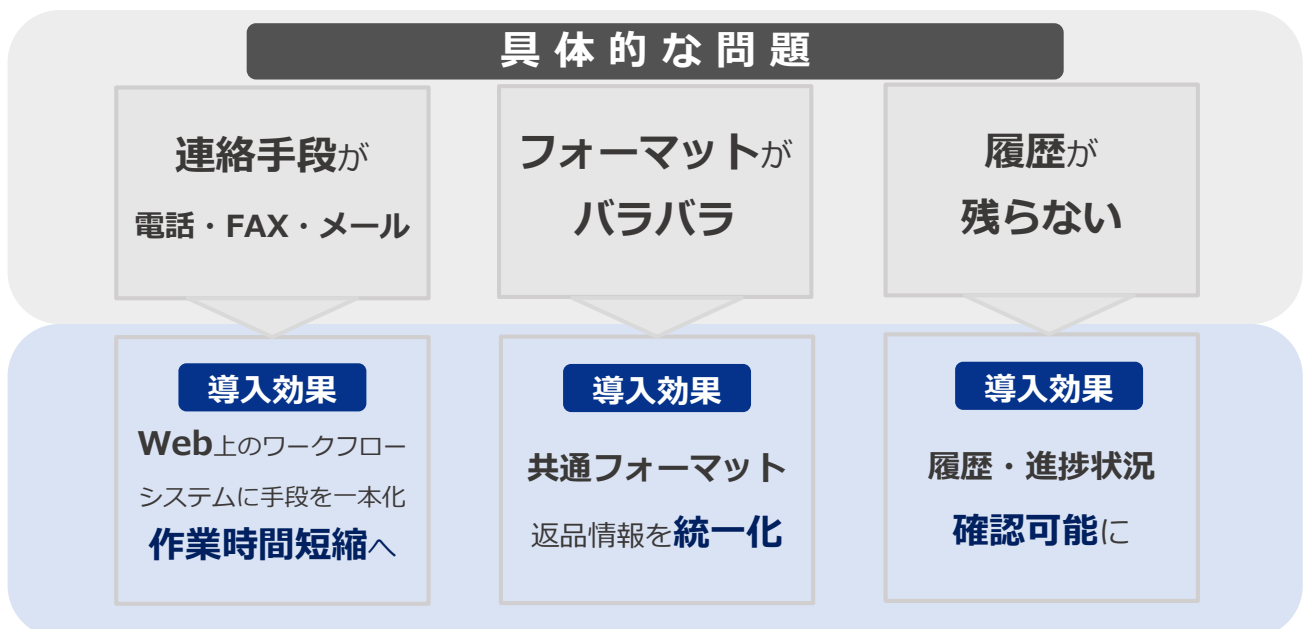 具体的な問題
連絡手段が
電話・FAX・メール
フォーマットが
バラバラ
履歴が
残らない
導入効果
Web上のワークフロー
システムに手段を一本化
作業時間短縮へ
導入効果
共通フォーマット
返品情報を統一化
導入効果
履歴・進捗状況
確認可能に